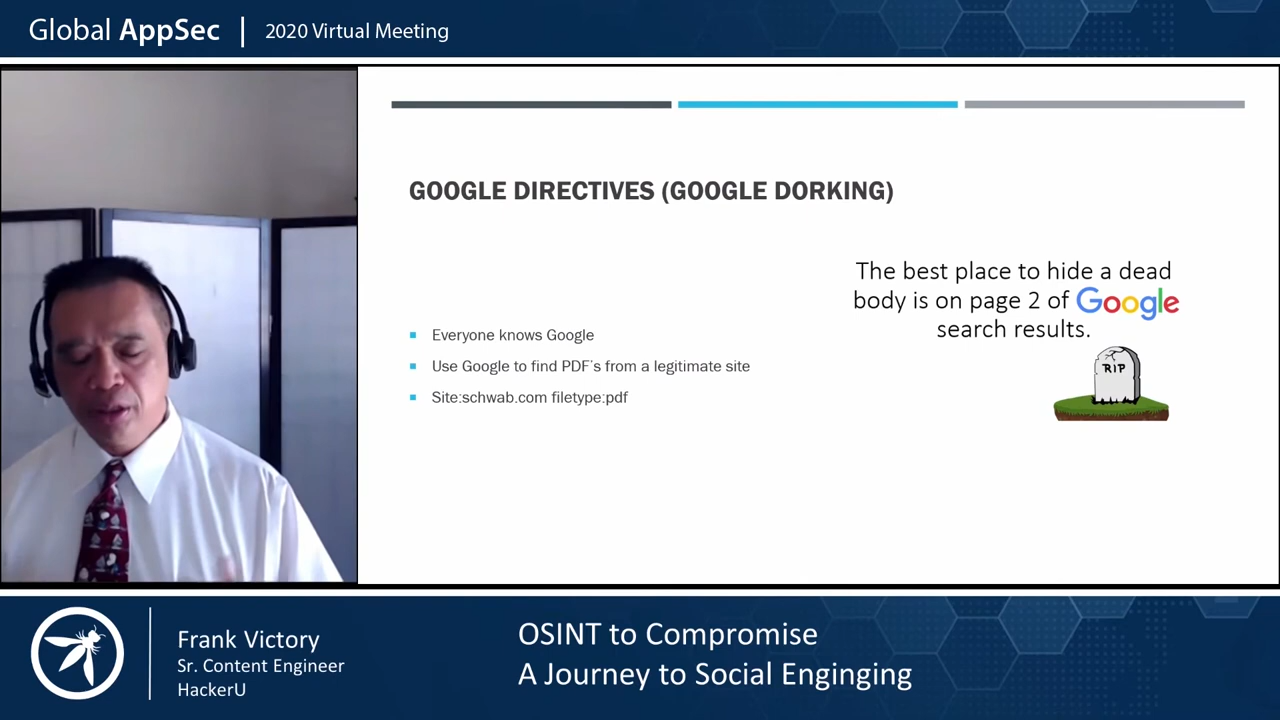 Global AppSec | 2020 Virtual Meeting
GOOGLE DIRECTIVES (GOOGLE DORKING)
Everyone knows Google
Use Google to find PDF's from a legitimate site
Site:schwab.com filetype:pdf
The best place to hide a dead
body is on page 2 of Google
search results.
RIP
Frank Victory
Sr. Content Engineer
HackerU
OSINT to Compromise
A Journey to Social Enginging